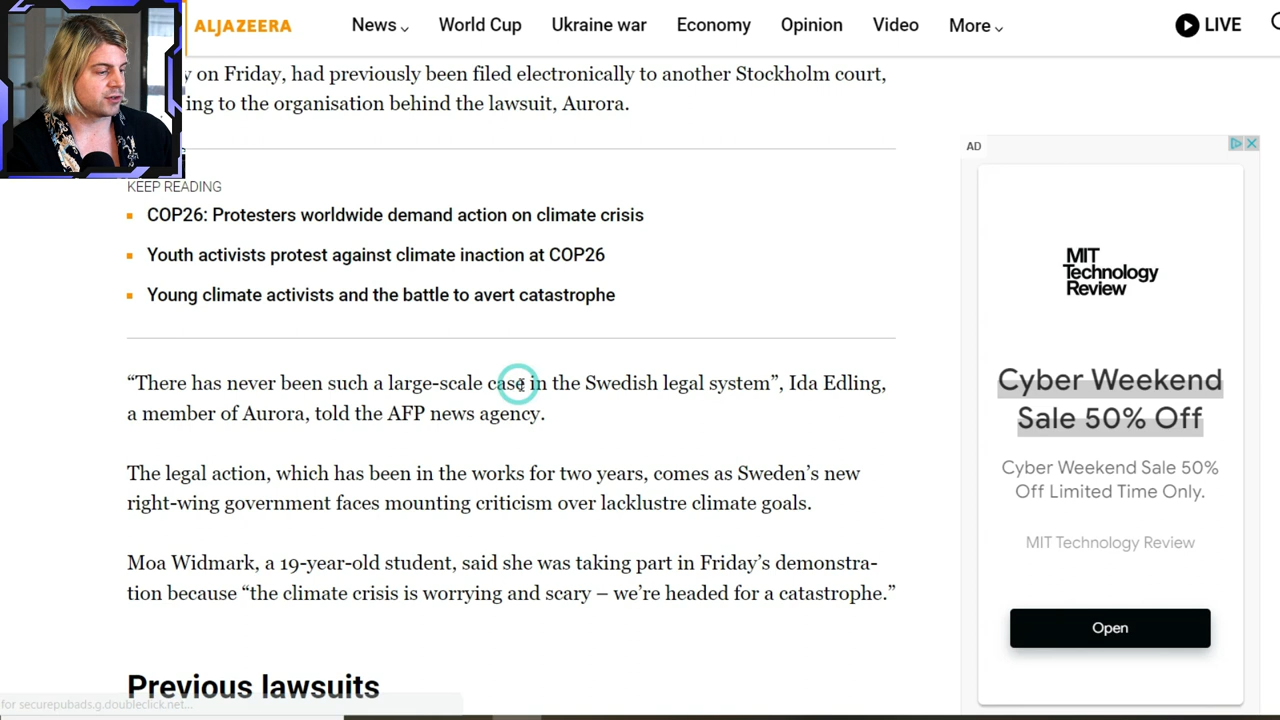 ALJAZEERA
News
World Cup
Ukraine war
Economy
Opinion
Video
More
LIVE
on Friday, had previously been filed electronically to another Stockholm court,
to the organisation behind the lawsuit, Aurora.
KEEP READING
COP26: Protesters worldwide demand action on climate crisis
Youth activists protest against climate inaction at COP26
Young climate activists and the battle to avert catastrophe
“There has never been such a large-scale case in the Swedish legal system”, Ida Edling,
a member of Aurora, told the AFP news agency.
The legal action, which has been in the works for two years, comes as Sweden’s new
right-wing government faces mounting criticism over lacklustre climate goals.
Moa Widmark, a 19-year-old student, said she was taking part in Friday’s demonstra-
tion because “the climate crisis is worrying and scary – we’re headed for a catastrophe.”
Previous lawsuits
for securepubads.g.doubleclick.net...
AD
MIT
Technology
Review
Cyber Weekend
Sale 50% Off
Cyber Weekend Sale 50%
Off Limited Time Only.
MIT Technology Review
Open